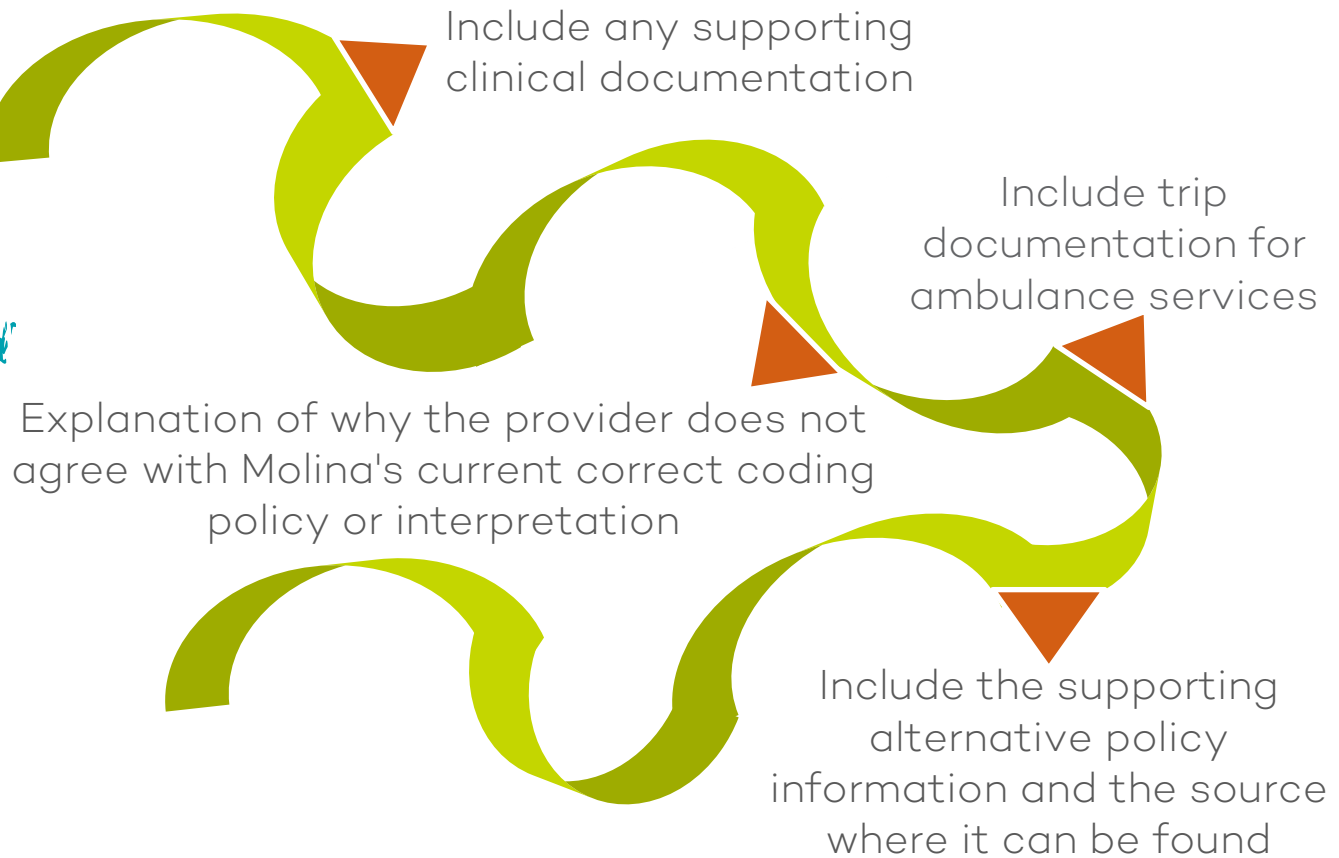 Include any supporting
clinical documentation
Include trip
documentation for
ambulance services
Explanation of why the provider does not
agree with Molina's current correct coding
policy or interpretation
Include the supporting
alternative policy
information and the source
where it can be found